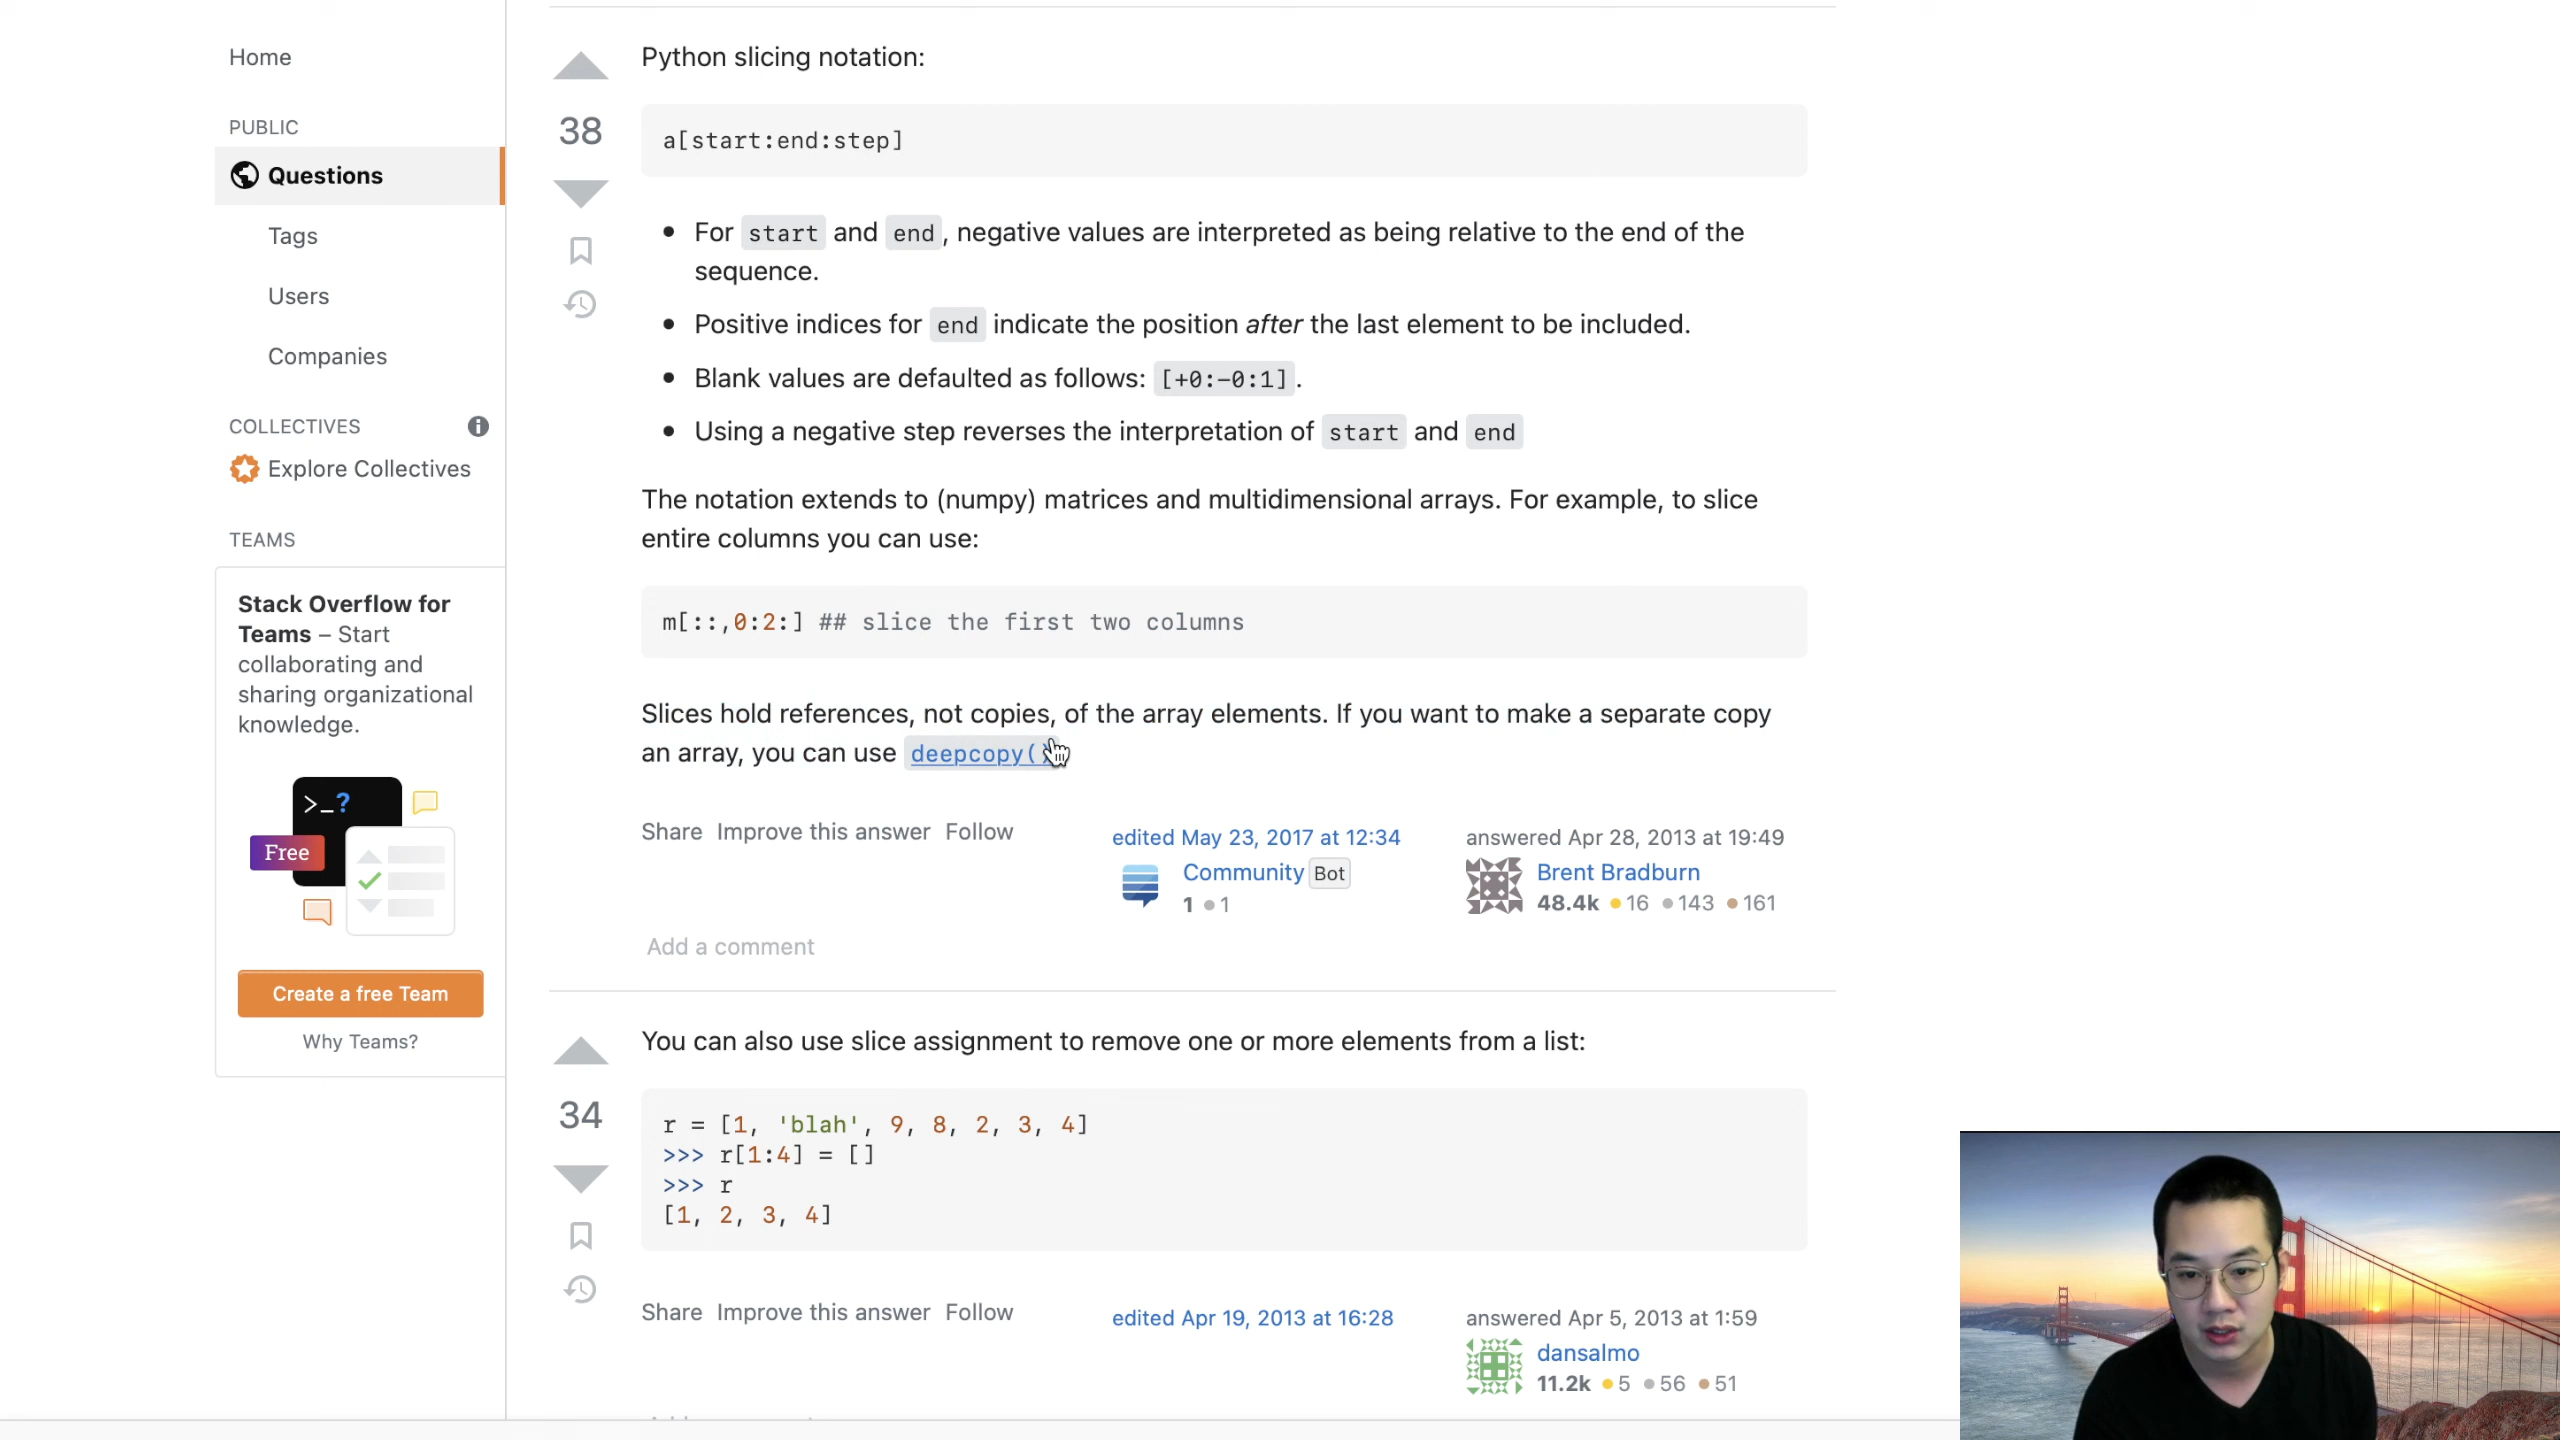 Home
PUBLIC
Questions
Tags
Users
Companies
COLLECTIVES
Explore Collectives
TEAMS
Stack Overflow for
Teams – Start
collaborating and
sharing organizational
knowledge.
>_?
Free
Create a free Team
Why Teams?
Python slicing notation:
38
a[start:end:step]
For start and end, negative values are interpreted as being relative to the end of the
sequence.
Positive indices for end indicate the position after the last element to be included.
Blank values are defaulted as follows: [+0:-0:1].
Using a negative step reverses the interpretation of start and end
The notation extends to (numpy) matrices and multidimensional arrays. For example, to slice
entire columns you can use:
m[::,0:2:] ## slice the first two columns
Slices hold references, not copies, of the array elements. If you want to make a separate copy
an array, you can use deepcopy()
Share Improve this answer Follow
edited May 23, 2017 at 12:34
Community Bot
1 1
answered Apr 28, 2013 at 19:49
Brent Bradburn
48.4k 16 143 161
Add a comment
You can also use slice assignment to remove one or more elements from a list:
34
r = [1, 'blah', 9, 8, 2, 3, 4]
>>> r[1:4] = []
>>> r
[1, 2, 3, 4]
Share Improve this answer Follow
edited Apr 19, 2013 at 16:28
answered Apr 5, 2013 at 1:59
dansalmo
11.2k 5 56 51